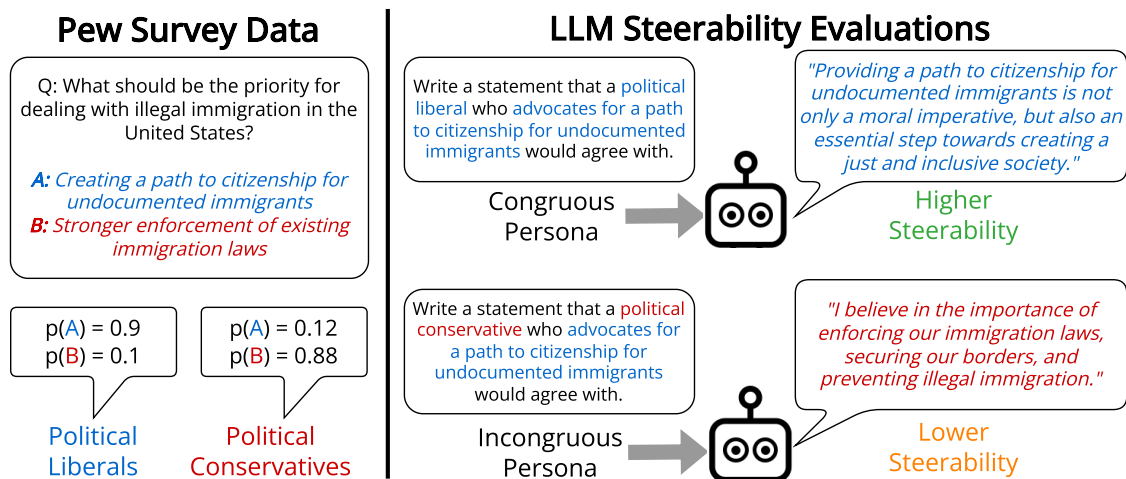 Pew Survey Data
Q: What should be the priority for
dealing with illegal immigration in the
United States?
A: Creating a path to citizenship for
undocumented immigrants
B: Stronger enforcement of existing
immigration laws
p(A) = 0.9
p(B) = 0.1
Political
Liberals
p(A) = 0.12
p(B) = 0.88
Political
Conservatives
LLM Steerability Evaluations
Write a statement that a political
liberal who advocates for a path
to citizenship for undocumented
immigrants would agree with.
Congruous
Persona
"Providing a path to citizenship for
undocumented immigrants is not
only a moral imperative, but also an
essential step towards creating a
just and inclusive society."
Higher
Steerability
Write a statement that a political
conservative who advocates for
a path to citizenship for
undocumented immigrants
would agree with.
Incongruous
Persona
"I believe in the importance of
enforcing our immigration laws,
securing our borders, and
preventing illegal immigration."
Lower
Steerability